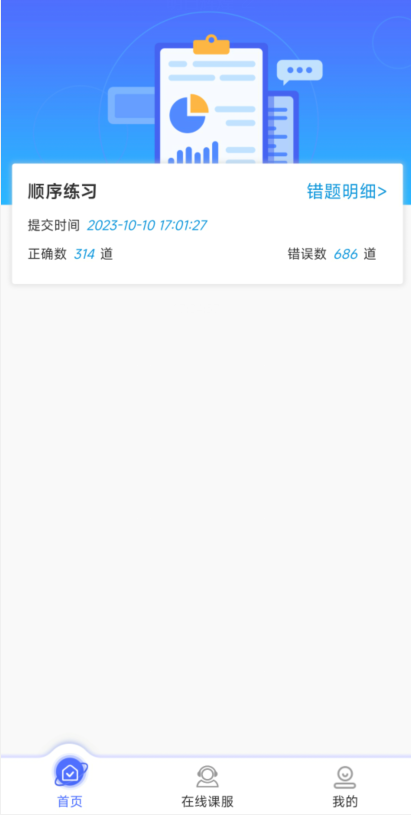 顺序练习 错题明细>
提交时间 2023-10-10 17:01:27
正确数 314 道 错误数 686 道
首页 在线课服 我的